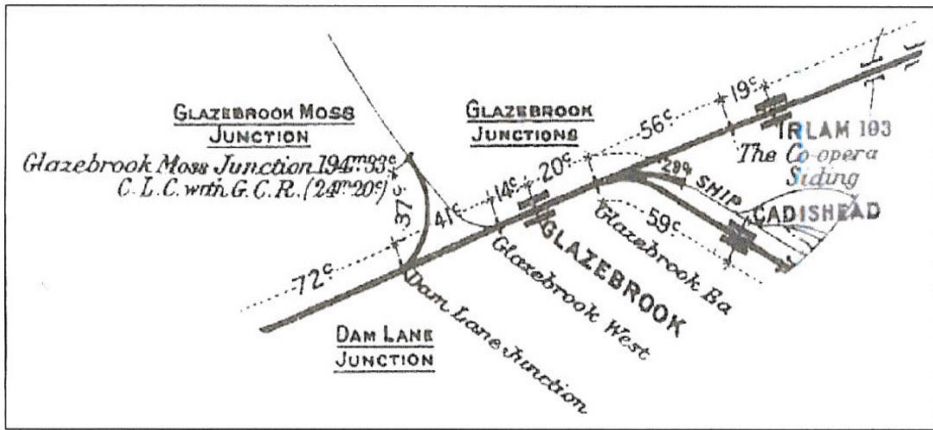 GLAZEBROOK MOSS
JUNCTION
Glazebrook Moss Junction 194m 33c
C.L.C. with G.C.R. (24m 20c)
GLAZEBROOK
JUNCTIONS
72c
37c
41c
14c
20c
56c
19c
29c
59c
IRLAM 193
The Co-opera
Siding
SHIP
CADISHEAD
GLAZEBROOK
Glazebrook Ea
Glazebrook West
Dam Lane Junction
DAM LANE
JUNCTION